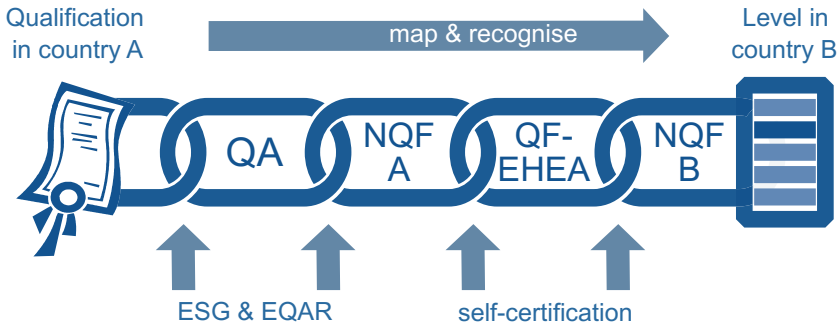 Qualification
in country A
map & recognise
Level in
country B
QA
NQF
A
QF-
EHEA
NQF
B
ESG & EQAR
self-certification